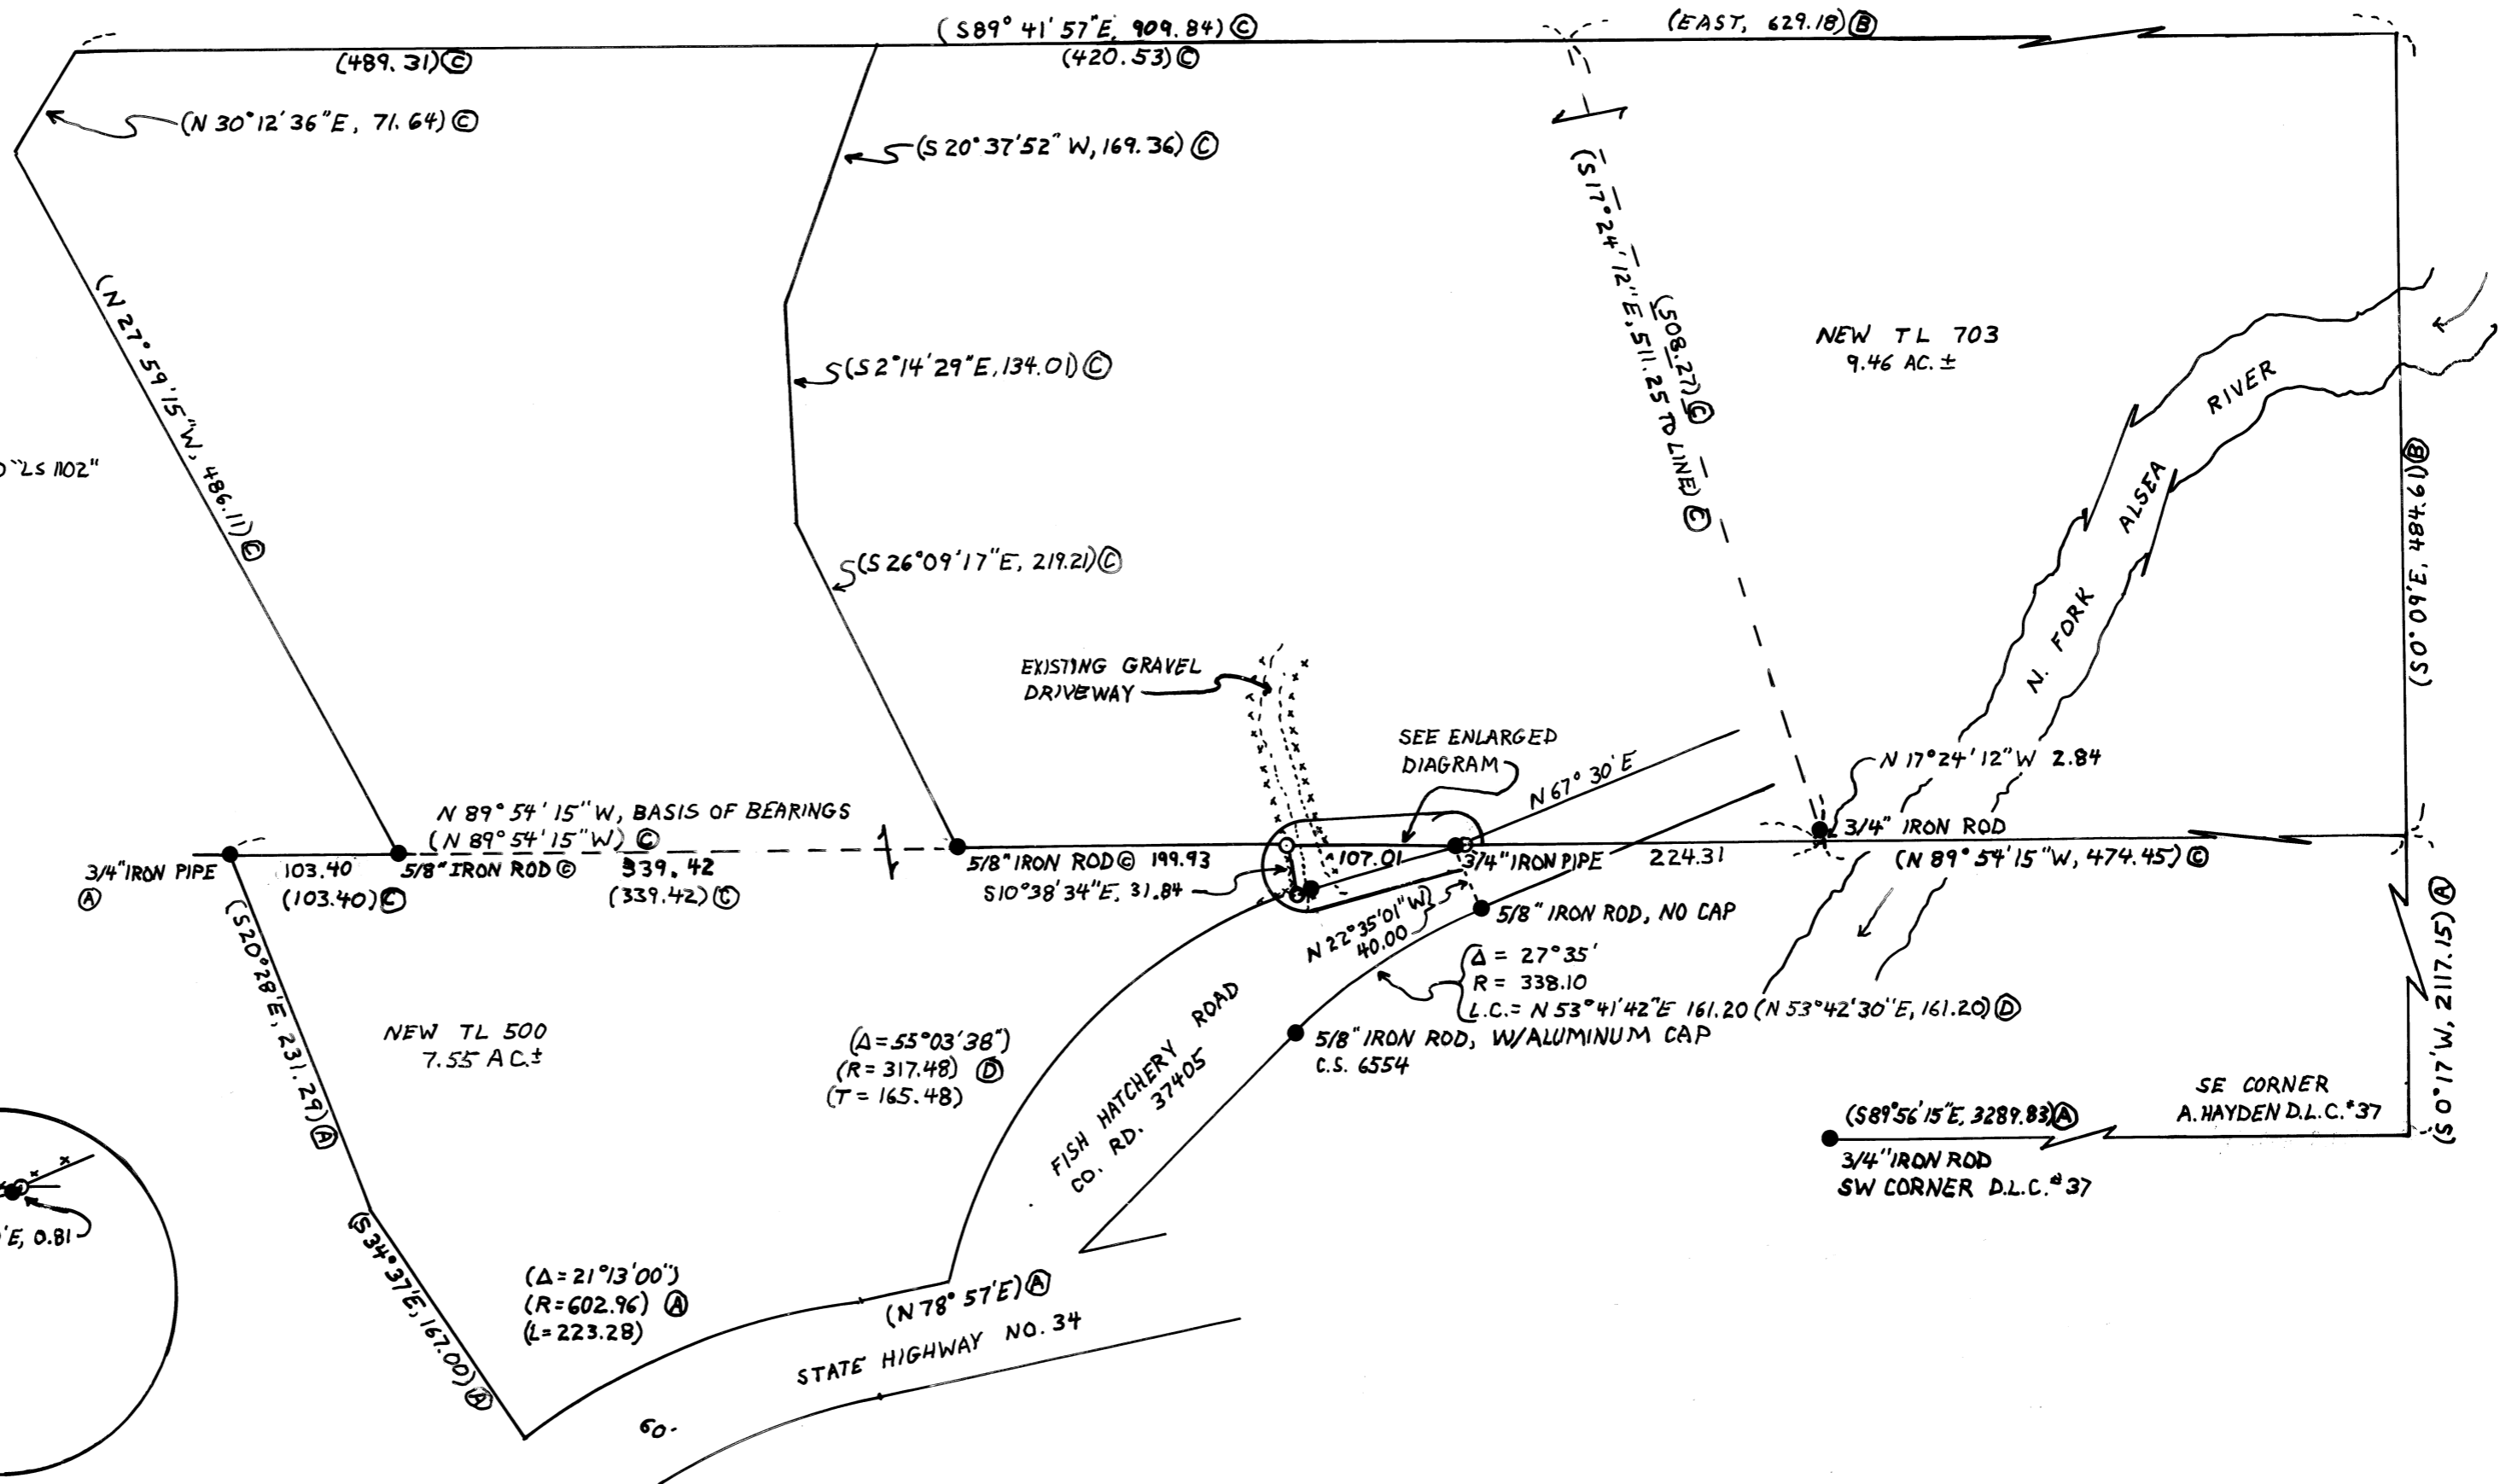 (S89° 41' 57"E, 909.84) Ⓒ
(EAST, 629.18) Ⓑ
(489.31) Ⓒ
(420.53) Ⓒ
(N 30° 12' 36"E, 71.64) Ⓒ
(S 20° 37' 52" W, 169.36) Ⓒ
(S 17° 24' 12" E, 511.25 TO LINE) Ⓒ
(508.27) Ⓒ
(N 27° 59' 15" W, 486.11) Ⓒ
NEW TL 703
9.46 AC. ±
(S 2° 14' 29" E, 134.01) Ⓒ
"LS 1102"
N. FORK ALSEA RIVER
(S 0° 09' E, 484.61) Ⓑ
(S 26° 09' 17" E, 219.21) Ⓒ
EXISTING GRAVEL
DRIVEWAY
SEE ENLARGED
DIAGRAM
N 67° 30' E
N 17° 24' 12" W 2.84
3/4" IRON ROD
N 89° 54' 15" W, BASIS OF BEARINGS
(N 89° 54' 15" W) Ⓒ
3/4" IRON PIPE
Ⓐ
103.40
(103.40) Ⓒ
5/8" IRON ROD Ⓒ
339.42
(339.42) Ⓒ
5/8" IRON ROD Ⓒ 199.93
S10° 38' 34" E, 31.84
107.01
3/4" IRON PIPE
224.31
(N 89° 54' 15" W, 474.45) Ⓒ
N 22° 35' 01" W
40.00
5/8" IRON ROD, NO CAP
Δ = 27° 35'
R = 338.10
L.C. = N 53° 41' 42" E 161.20 (N 53° 42' 30" E, 161.20) Ⓓ
5/8" IRON ROD, W/ALUMINUM CAP
C.S. 6554
(S20° 28' E, 231.29) Ⓐ
NEW TL 500
7.55 AC.±
(Δ = 55° 03' 38")
(R = 317.48) Ⓓ
(T = 165.48)
FISH HATCHERY ROAD
CO. RD. 37405
(S 0° 17' W, 2117.15) Ⓐ
SE CORNER
A. HAYDEN D.L.C. #37
(S89° 56' 15" E, 3289.83) Ⓐ
3/4" IRON ROD
SW CORNER D.L.C. #37
'E, 0.81
(S 34° 37' E, 167.00) Ⓐ
(Δ = 21° 13' 00")
(R = 602.96) Ⓐ
(L = 223.28)
(N 78° 57' E) Ⓐ
STATE HIGHWAY NO. 34
60'